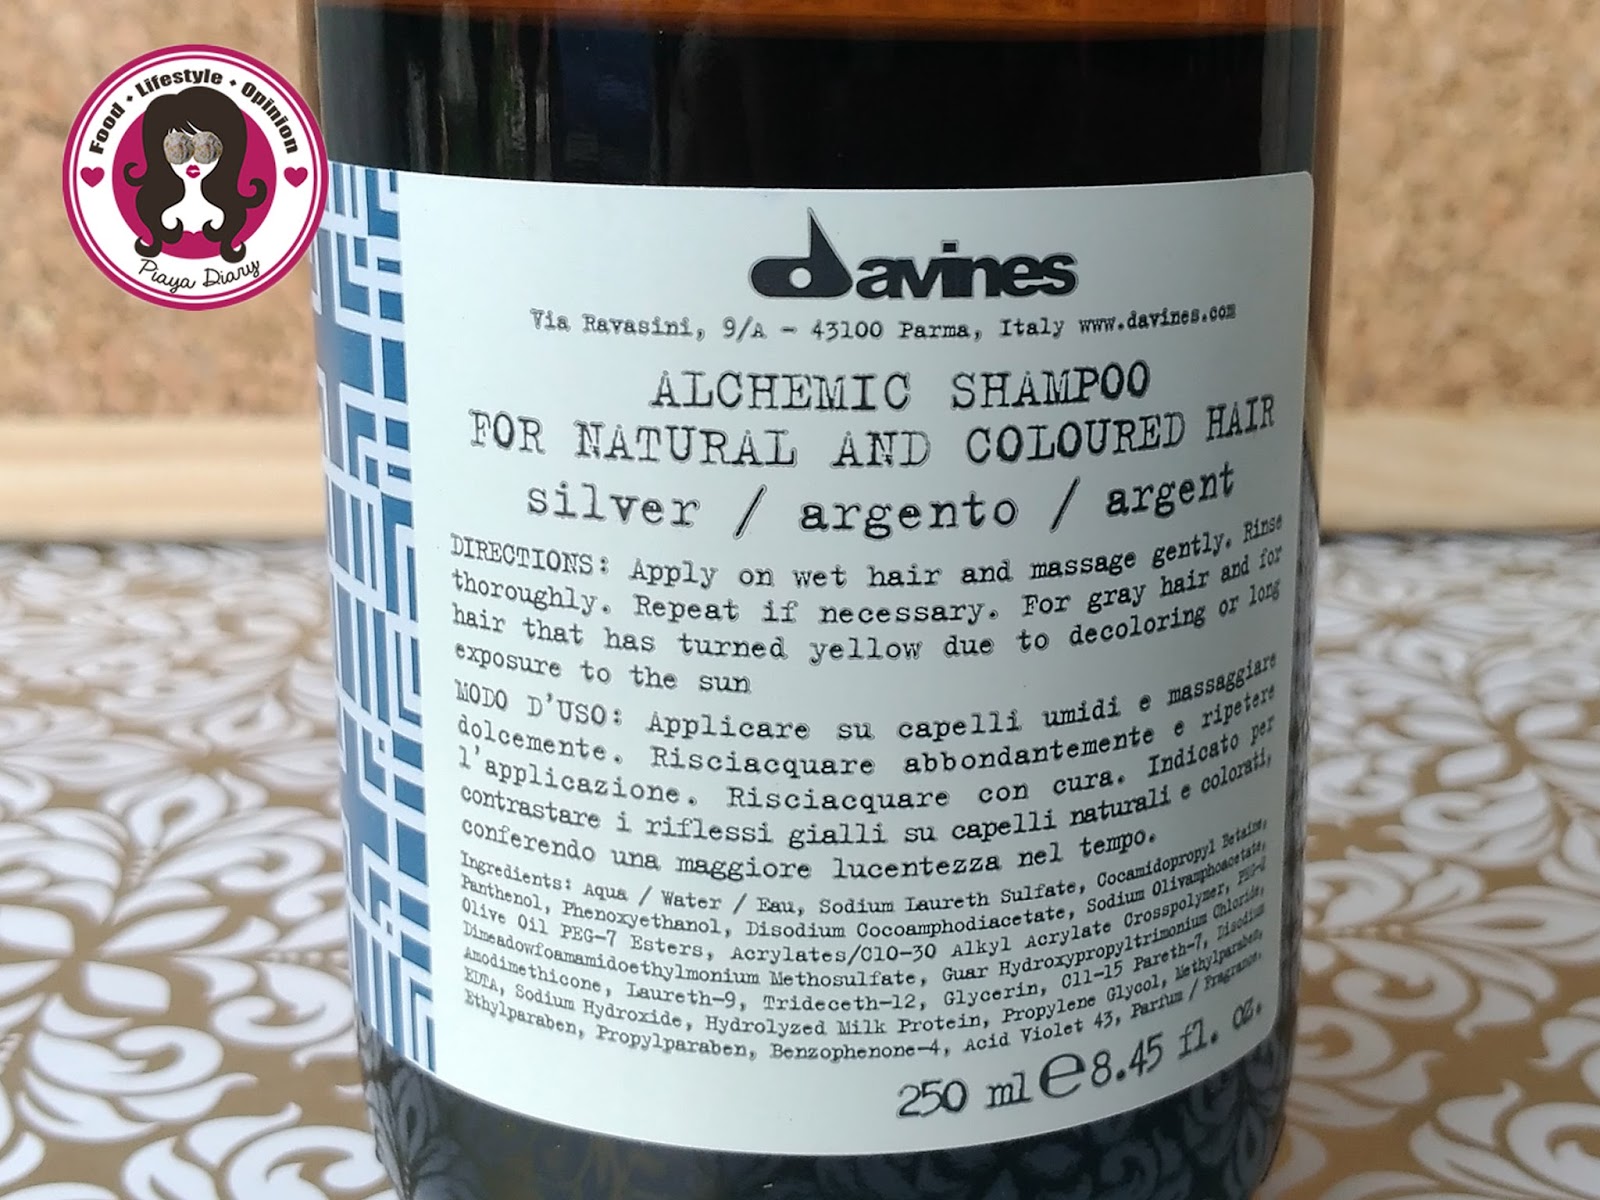 Food • Lifestyle • Opinion
Piaya Diary
davines
Via Ravasini, 9/A - 43100 Parma, Italy www.davines.com
ALCHEMIC SHAMPOO
FOR NATURAL AND COLOURED HAIR
silver / argento / argent
DIRECTIONS: Apply on wet hair and massage gently. Rinse
thoroughly. Repeat if necessary. For gray hair and for
hair that has turned yellow due to decoloring or long
exposure to the sun
MODO D'USO: Applicare su capelli umidi e massaggiare
dolcemente. Risciacquare abbondantemente e ripetere
l'applicazione. Risciacquare con cura. Indicato per
contrastare i riflessi gialli su capelli naturali e colorati,
conferendo una maggiore lucentezza nel tempo.
Ingredients: Aqua / Water / Eau, Sodium Laureth Sulfate, Cocamidopropyl Betaine,
Panthenol, Phenoxyethanol, Disodium Cocoamphodiacetate, Sodium Olivamphoacetate,
Olive Oil PEG-7 Esters, Acrylates/C10-30 Alkyl Acrylate Crosspolymer, PEG-2
Dimeadowfoamamidoethylmonium Methosulfate, Guar Hydroxypropyltrimonium Chloride,
Amodimethicone, Laureth-9, Trideceth-12, Glycerin, C11-15 Pareth-7, Disodium
EDTA, Sodium Hydroxide, Hydrolyzed Milk Protein, Propylene Glycol, Methylparaben,
Ethylparaben, Propylparaben, Benzophenone-4, Acid Violet 43, Parfum / Fragrance.
250 ml e 8.45 fl. oz.